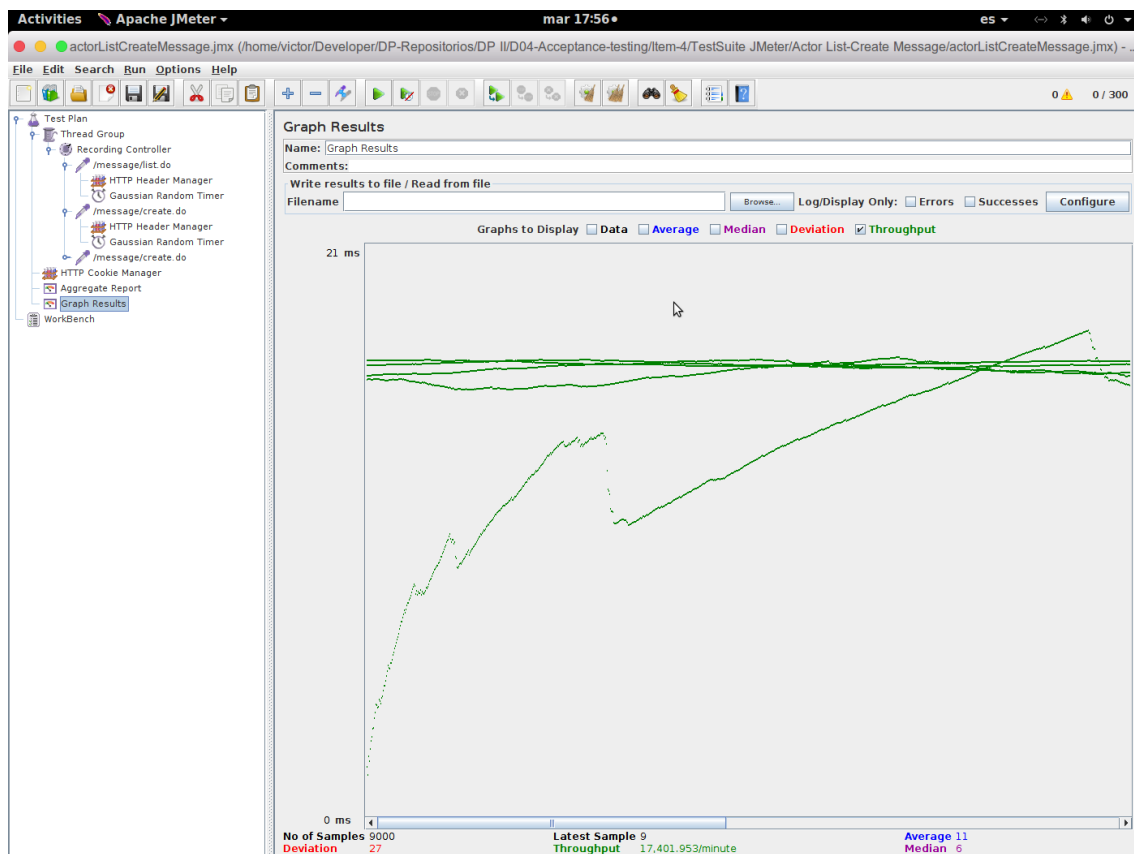 Activities Apache JMeter mar 17:56 es
actorListCreateMessage.jmx (/home/victor/Developer/DP-Repositorios/DP II/D04-Acceptance-testing/Item-4/TestSuite JMeter/Actor List-Create Message/actorListCreateMessage.jmx) - ..
File Edit Search Run Options Help
0 0 / 300
Test Plan
Thread Group
Recording Controller
/message/list.do
HTTP Header Manager
Gaussian Random Timer
/message/create.do
HTTP Header Manager
Gaussian Random Timer
/message/create.do
HTTP Cookie Manager
Aggregate Report
Graph Results
WorkBench
Graph Results
Name: Graph Results
Comments:
Write results to file / Read from file
Filename Browse... Log/Display Only: Errors Successes Configure
Graphs to Display Data Average Median Deviation Throughput
21 ms
0 ms
No of Samples 9000 Latest Sample 9 Average 11
Deviation 27 Throughput 17,401.953/minute Median 6